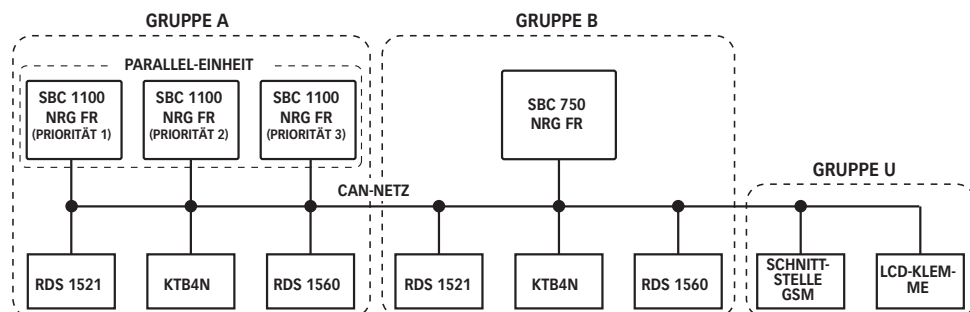 GRUPPE A
GRUPPE B
PARALLEL-EINHEIT
SBC 1100
NRG FR
(PRIORITÄT 1)
SBC 1100
NRG FR
(PRIORITÄT 2)
SBC 1100
NRG FR
(PRIORITÄT 3)
SBC 750
NRG FR
GRUPPE U
CAN-NETZ
RDS 1521
KTB4N
RDS 1560
RDS 1521
KTB4N
RDS 1560
SCHNITT-
STELLE
GSM
LCD-KLEM-
ME